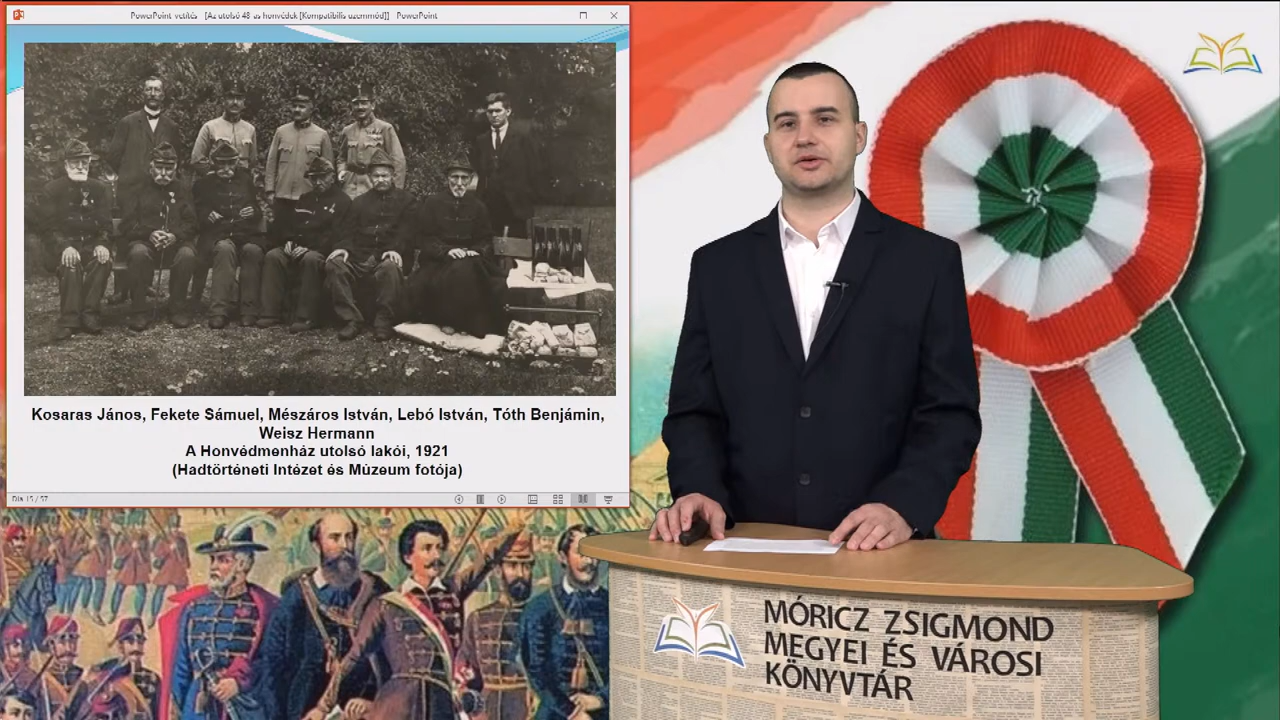 PowerPoint-vetítés - [Az utolsó 48-as honvédek [Kompatibilis üzemmód]] - PowerPoint
Kosaras János, Fekete Sámuel, Mészáros István, Lebó István, Tóth Benjámin,
Weisz Hermann
A Honvédmenház utolsó lakói, 1921
(Hadtörténeti Intézet és Múzeum fotója)
Dia 15 / 57
MÓRICZ ZSIGMOND
MEGYEI ÉS VÁROSI
KÖNYVTÁR